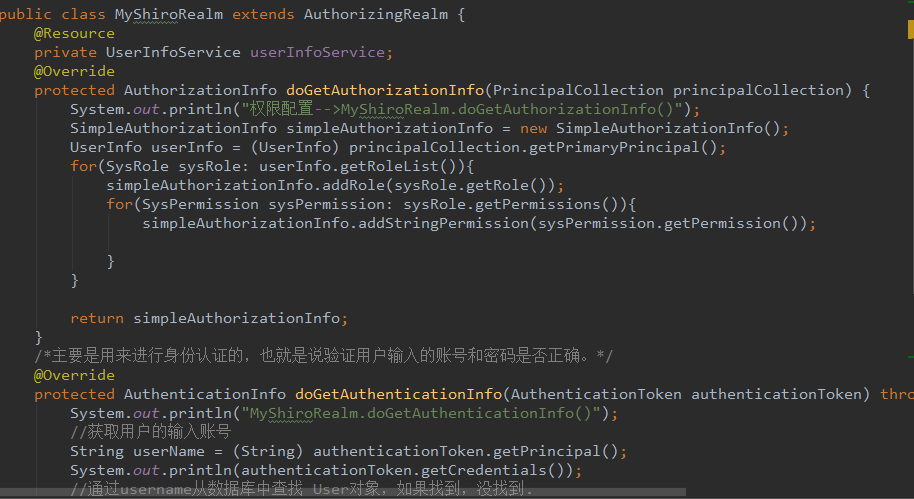 public class MyShiroRealm extends AuthorizingRealm {
@Resource
private UserInfoService userInfoService;
@Override
protected AuthorizationInfo doGetAuthorizationInfo(PrincipalCollection principalCollection) {
System.out.println("权限配置-->MyShiroRealm.doGetAuthorizationInfo()");
SimpleAuthorizationInfo simpleAuthorizationInfo = new SimpleAuthorizationInfo();
UserInfo userInfo = (UserInfo) principalCollection.getPrimaryPrincipal();
for(SysRole sysRole: userInfo.getRoleList()){
simpleAuthorizationInfo.addRole(sysRole.getRole());
for(SysPermission sysPermission: sysRole.getPermissions()){
simpleAuthorizationInfo.addStringPermission(sysPermission.getPermission());
}
}
return simpleAuthorizationInfo;
}
/*主要是用来进行身份认证的，也就是说验证用户输入的账号和密码是否正确。*/
@Override
protected AuthenticationInfo doGetAuthenticationInfo(AuthenticationToken authenticationToken) thro
System.out.println("MyShiroRealm.doGetAuthenticationInfo()");
//获取用户的输入账号
String userName = (String) authenticationToken.getPrincipal();
System.out.println(authenticationToken.getCredentials());
//通过username从数据库中查找 User对象，如果找到，没找到.